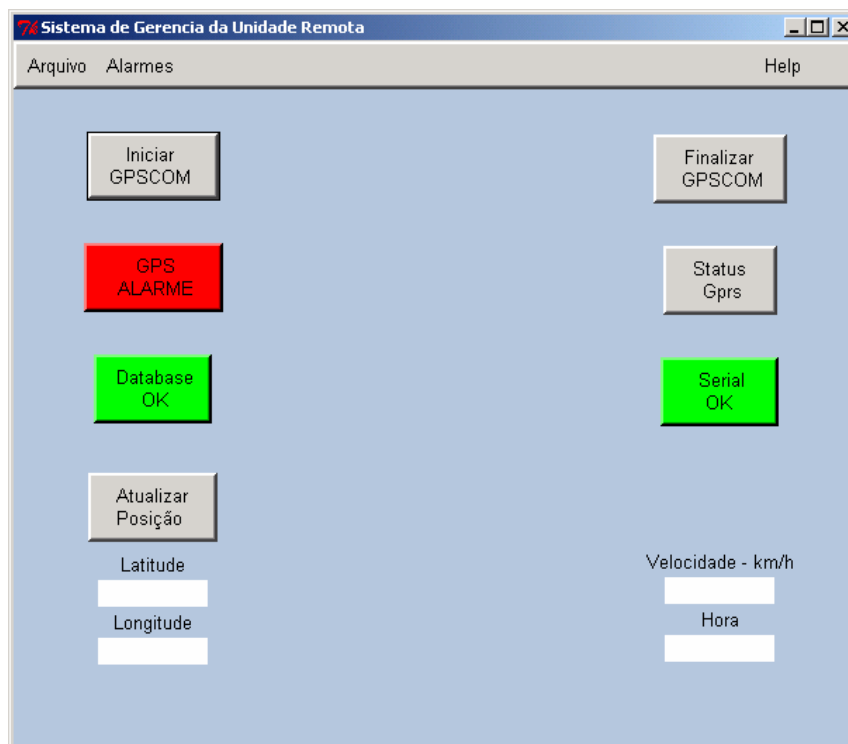 Sistema de Gerencia da Unidade Remota
Arquivo Alarmes Help
Iniciar
GPSCOM
Finalizar
GPSCOM
GPS
ALARME
Status
Gprs
Database
OK
Serial
OK
Atualizar
Posição
Latitude
Velocidade - km/h
Longitude
Hora